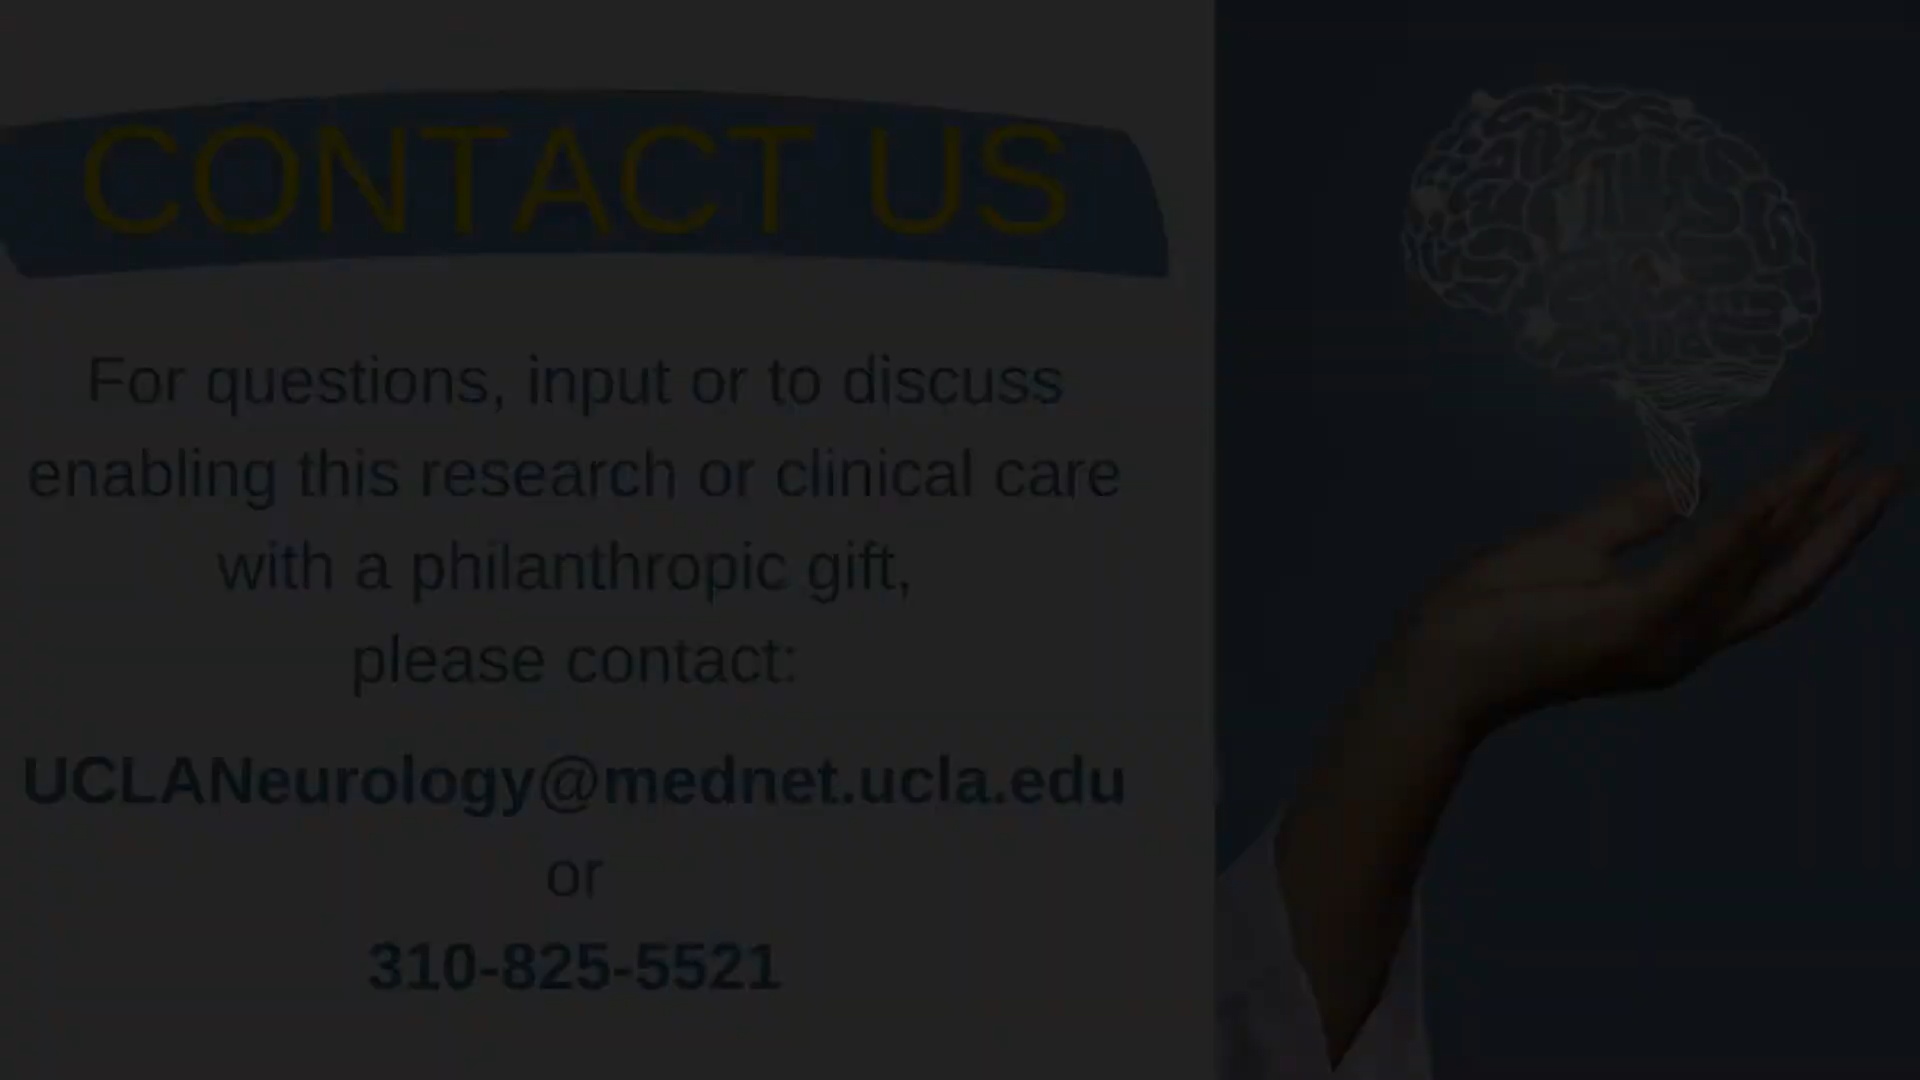 CONTACT US
For questions, input or to discuss
enabling this research or clinical care
with a philanthropic gift,
please contact:
UCLANeurology@mednet.ucla.edu
or
310-825-5521